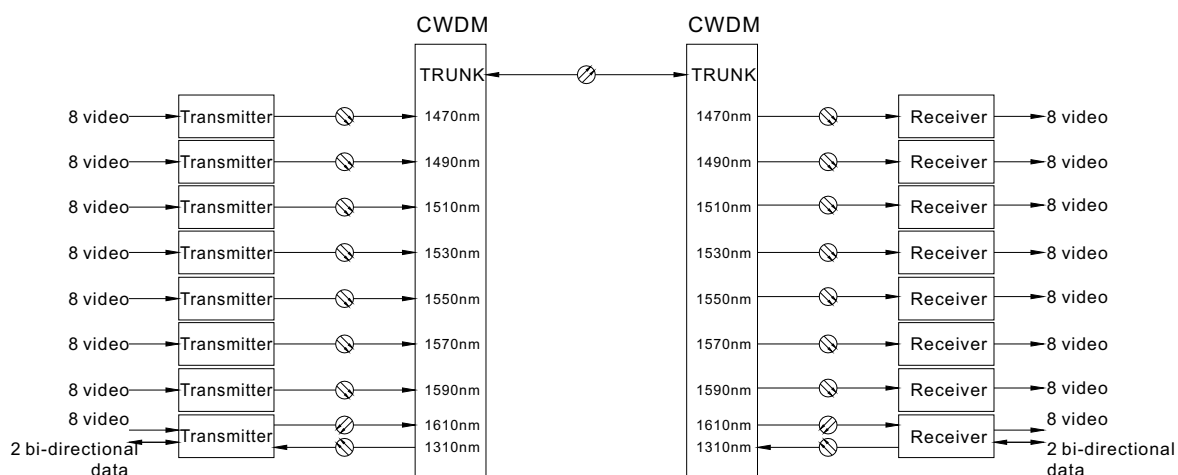 CWDM CWDM
TRUNK TRUNK
8 video Transmitter 1470nm 1470nm Receiver 8 video
8 video Transmitter 1490nm 1490nm Receiver 8 video
8 video Transmitter 1510nm 1510nm Receiver 8 video
8 video Transmitter 1530nm 1530nm Receiver 8 video
8 video Transmitter 1550nm 1550nm Receiver 8 video
8 video Transmitter 1570nm 1570nm Receiver 8 video
8 video Transmitter 1590nm 1590nm Receiver 8 video
8 video 1610nm 1610nm 8 video
Transmitter Receiver
2 bi-directional 1310nm 1310nm 2 bi-directional
data data